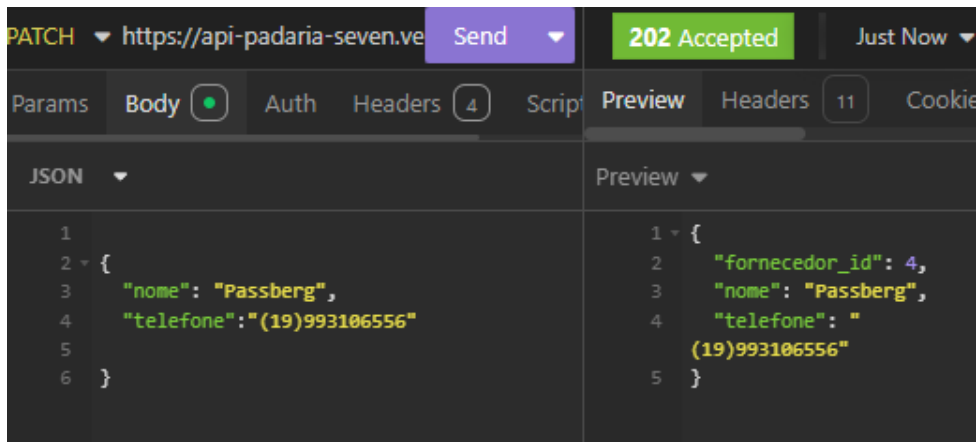 PATCH https://api-padaria-seven.ve Send 202 Accepted Just Now
Params Body Auth Headers 4 Script Preview Headers 11 Cookie
JSON Preview
1
2 {
3 "nome": "Passberg",
4 "telefone":"(19)993106556"
5
6 }
1 {
2 "fornecedor_id": 4,
3 "nome": "Passberg",
4 "telefone": "
(19)993106556"
5 }